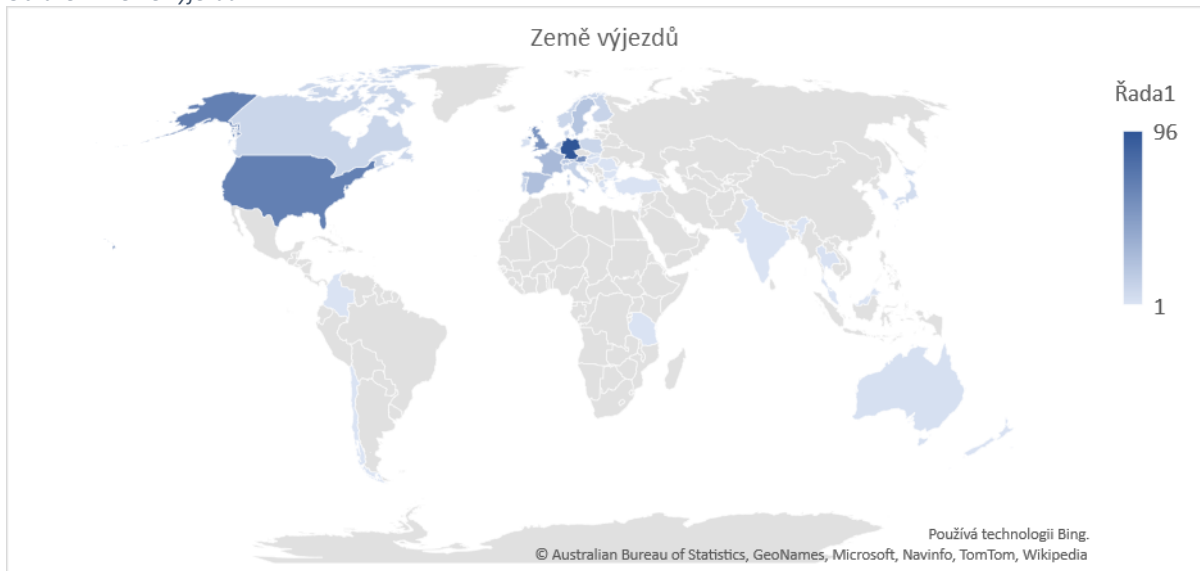 Země výjezdů
Řada1
96
1
Používá technologii Bing.
© Australian Bureau of Statistics, GeoNames, Microsoft, Navinfo, TomTom, Wikipedia